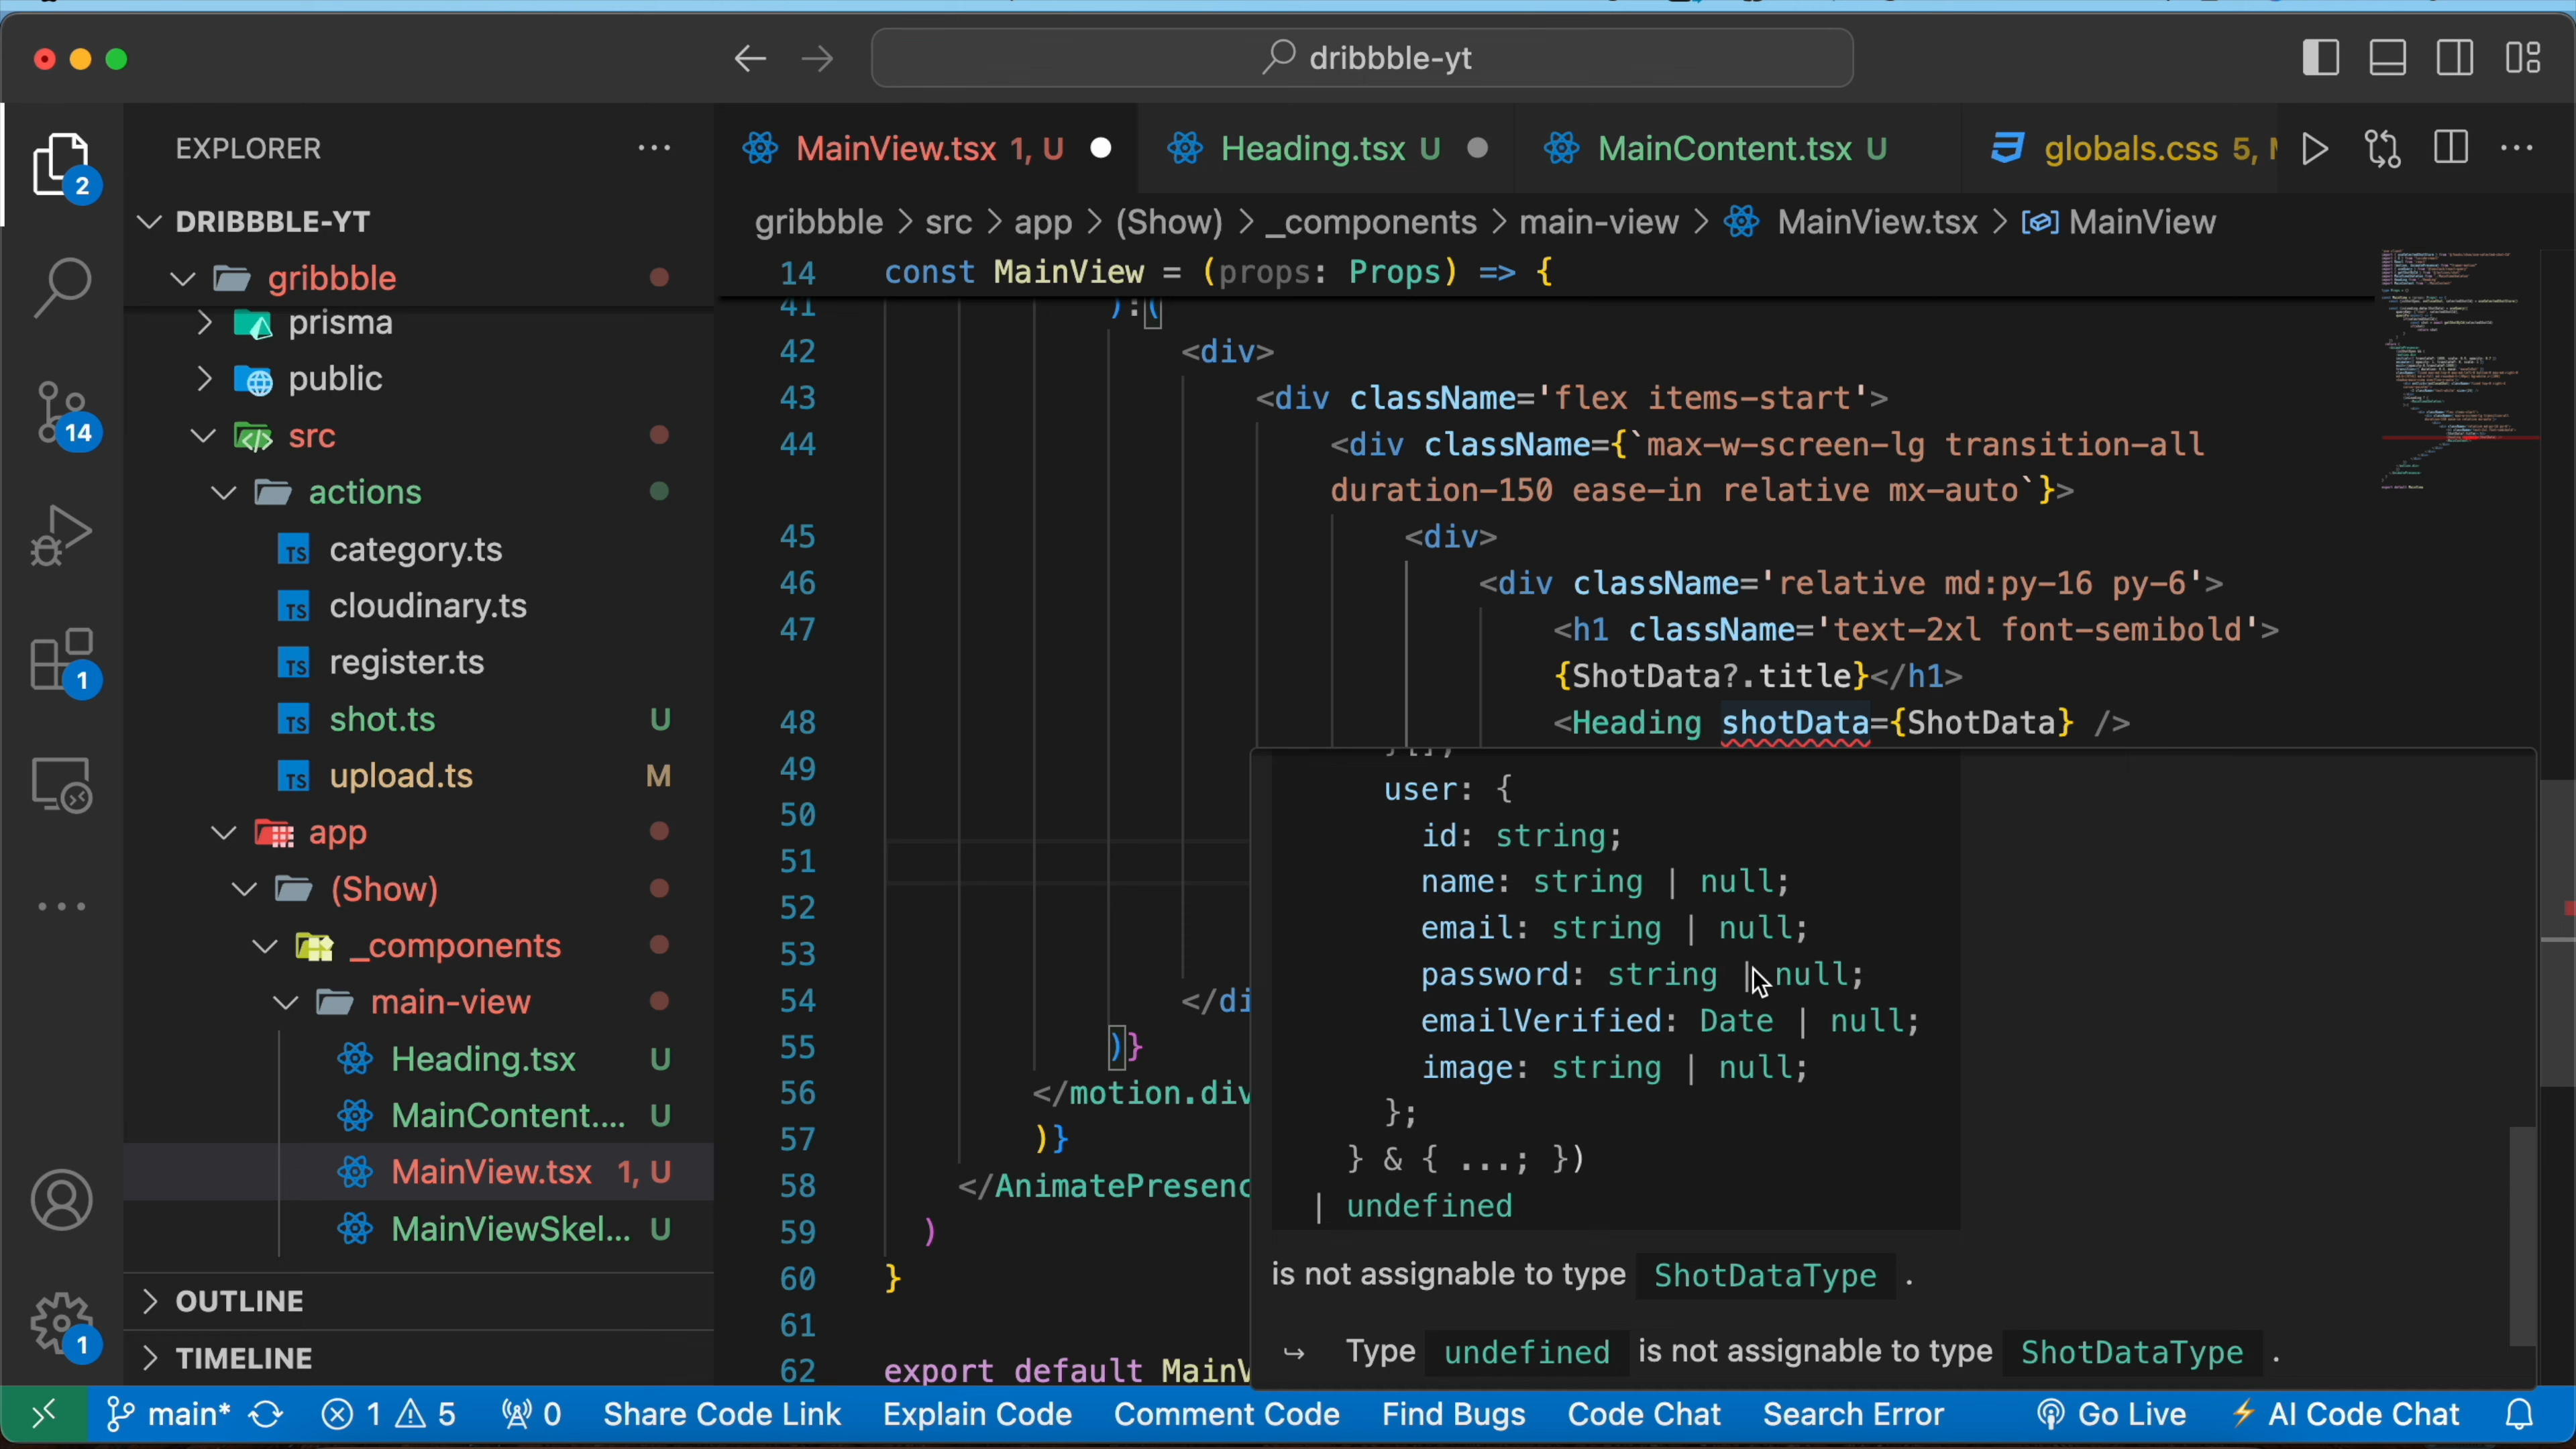 dribbble-yt
EXPLORER
2
DRIBBBLE-YT
gribbble
prisma
public
src
14
actions
category.ts
cloudinary.ts
register.ts
1
shot.ts U
upload.ts M
app
(Show)
_components
main-view
Heading.tsx U
MainContent.... U
MainView.tsx 1, U
MainViewSkel... U
OUTLINE
1
TIMELINE
MainView.tsx 1, U
Heading.tsx U
MainContent.tsx U
globals.css 5,
gribbble > src > app > (Show) > _components > main-view > MainView.tsx > MainView
14 const MainView = (props: Props) => {
41 ):(
42 <div>
43 <div className='flex items-start'>
44 <div className={`max-w-screen-lg transition-all
duration-150 ease-in relative mx-auto`}>
45 <div>
46 <div className='relative md:py-16 py-6'>
47 <h1 className='text-2xl font-semibold'>
{ShotData?.title}</h1>
48 <Heading shotData={ShotData} />
49
50
51
52
53
54 </di
55 )}
56 </motion.div
57 )}
58 </AnimatePresenc
59 )
60 }
61
62 export default MainV
}[];
user: {
id: string;
name: string | null;
email: string | null;
password: string | null;
emailVerified: Date | null;
image: string | null;
};
} & { ...; })
| undefined
is not assignable to type ShotDataType .
Type undefined is not assignable to type ShotDataType .
main* 1 5 0 Share Code Link Explain Code Comment Code Find Bugs Code Chat Search Error Go Live AI Code Chat